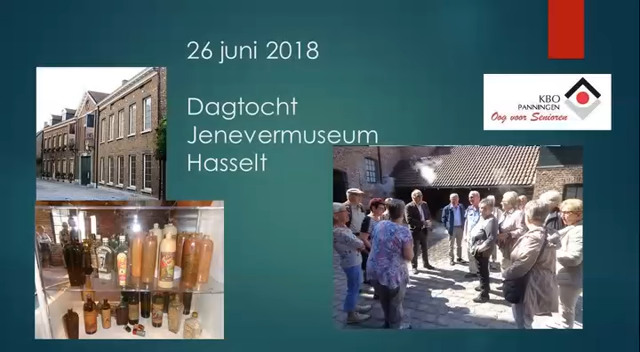 26 juni 2018
Dagtocht
Jenevermuseum
Hasselt
KBO
PANNINGEN
Oog voor Senioren